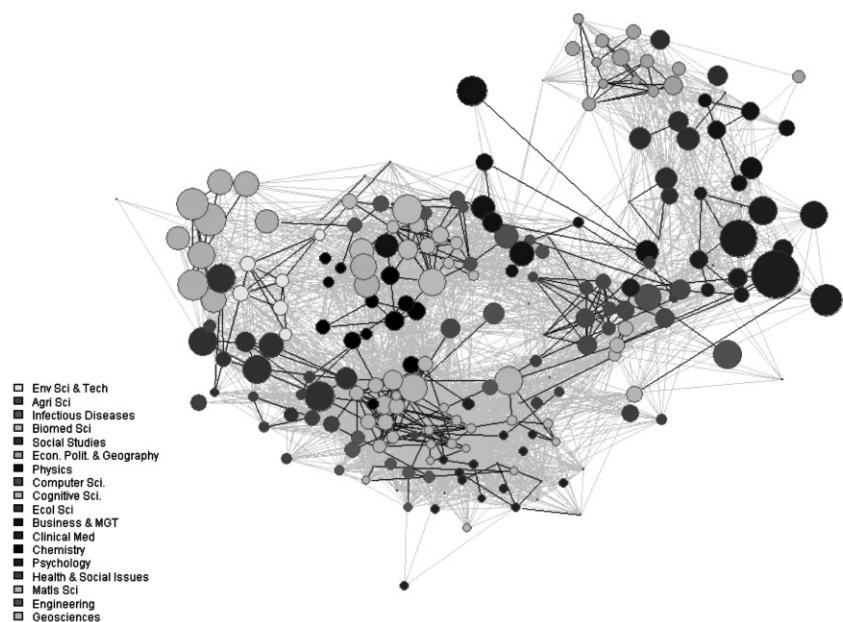 Env Sci & Tech
Agri Sci
Infectious Diseases
Biomed Sci
Social Studies
Econ. Polit. & Geography
Physics
Computer Sci.
Cognitive Sci.
Ecol Sci
Business & MGT
Clinical Med
Chemistry
Psychology
Health & Social Issues
Matls Sci
Engineering
Geosciences